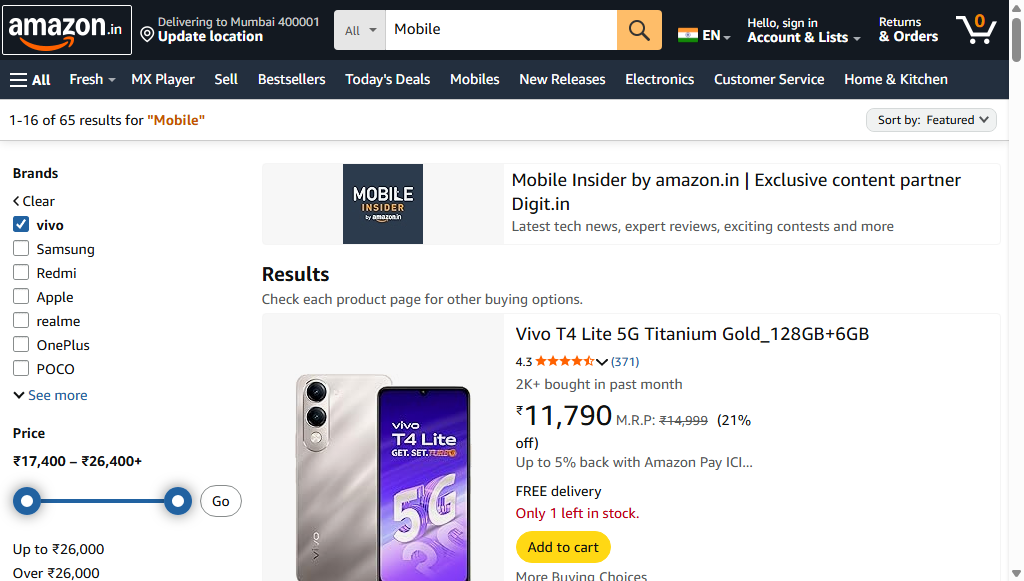 amazon.in
Delivering to Mumbai 400001
Update location
All
Mobile
EN
Hello, sign in
Account & Lists
Returns
& Orders
0
All
Fresh
MX Player
Sell
Bestsellers
Today's Deals
Mobiles
New Releases
Electronics
Customer Service
Home & Kitchen
1-16 of 65 results for "Mobile"
Sort by: Featured
Brands
Clear
vivo
Samsung
Redmi
Apple
realme
OnePlus
POCO
See more
Price
₹17,400 – ₹26,400+
Go
Up to ₹26,000
Over ₹26,000
MOBILE
INSIDER
by amazon.in
Mobile Insider by amazon.in | Exclusive content partner
Digit.in
Latest tech news, expert reviews, exciting contests and more
Results
Check each product page for other buying options.
vivo
T4 Lite
GET. SET. TURBO
5G
vivo
Vivo T4 Lite 5G Titanium Gold_128GB+6GB
4.3 (371)
2K+ bought in past month
₹11,790 M.R.P: ₹14,999 (21%
off)
Up to 5% back with Amazon Pay ICI...
FREE delivery
Only 1 left in stock.
Add to cart
More Buying Choices